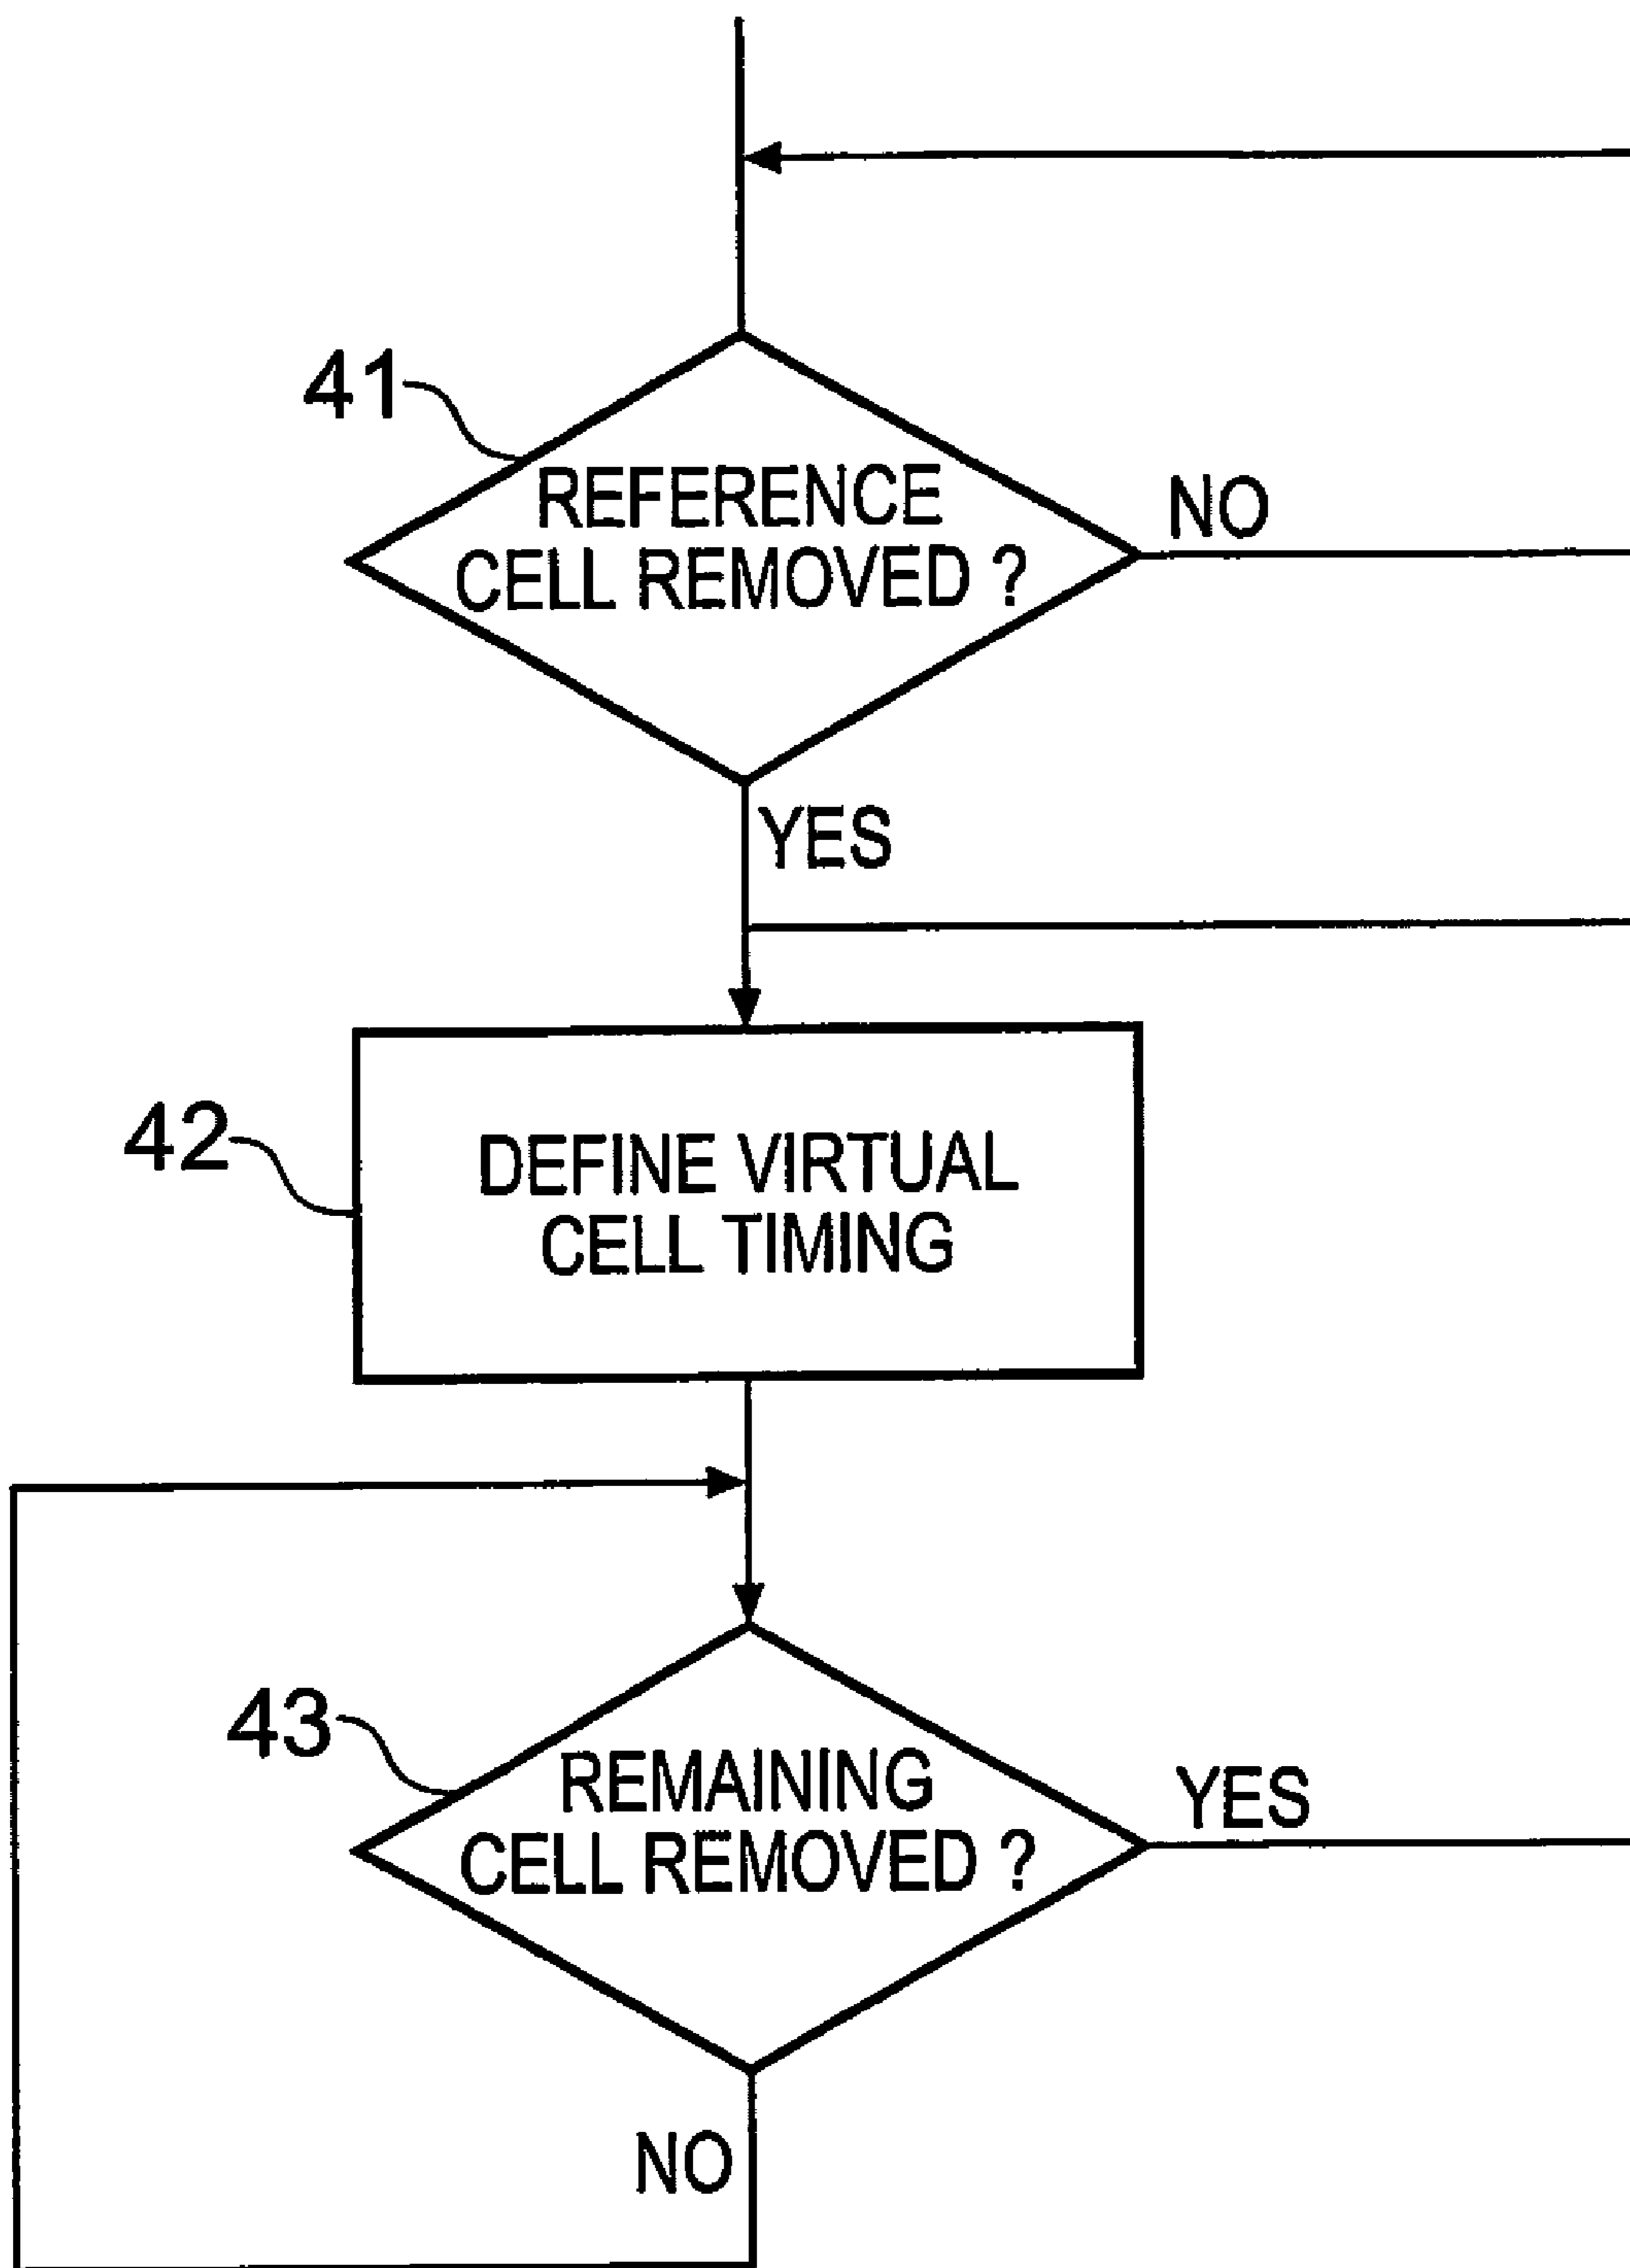 41
REFERENCE
CELL REMOVED ?
NO
YES
42
DEFINE VIRTUAL
CELL TIMING
43
REMAINING
CELL REMOVED ?
YES
NO